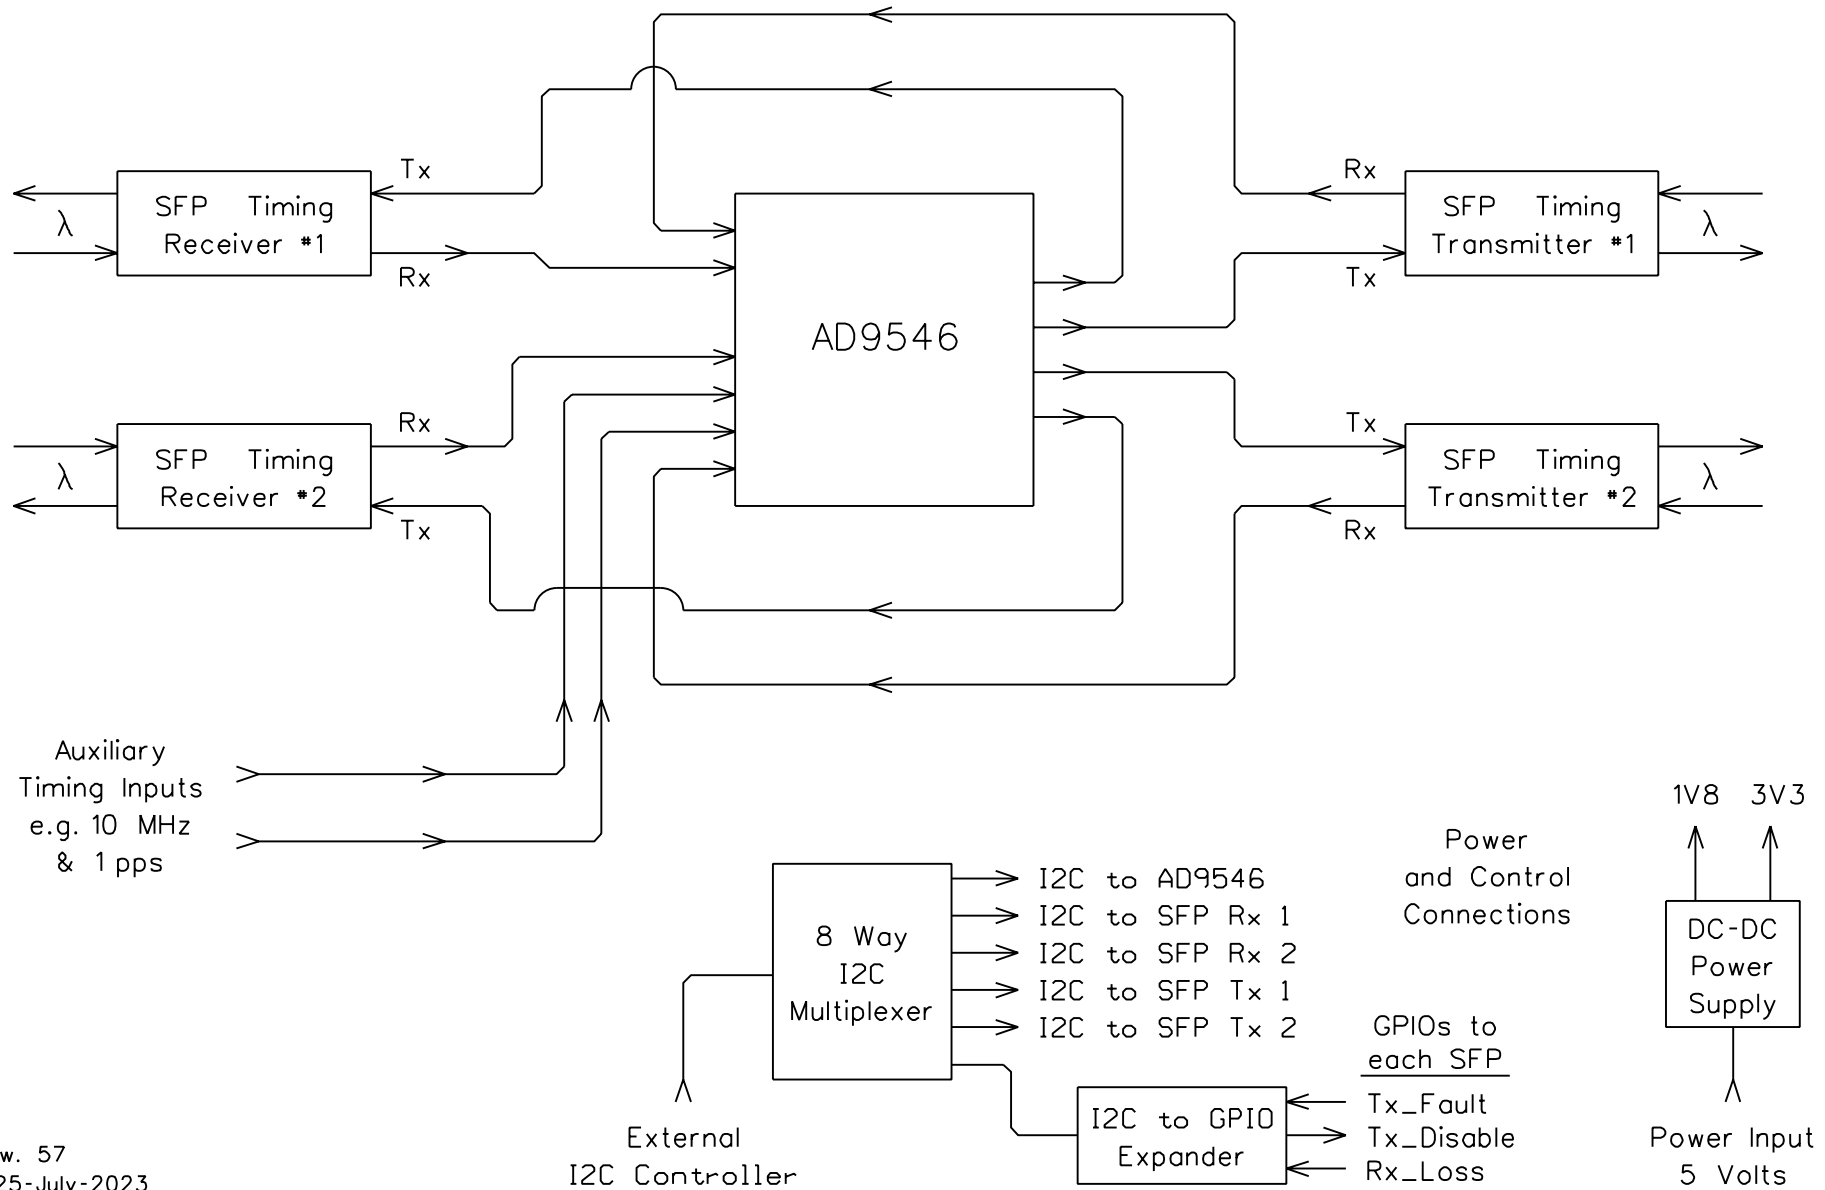 Tx
Rx
SFP Timing
Receiver #1
λ
Rx
SFP Timing
Transmitter #1
λ
Tx
AD9546
Rx
SFP Timing
Receiver #2
λ
Tx
Tx
SFP Timing
Transmitter #2
λ
Rx
Auxiliary
Timing Inputs
e.g. 10 MHz
& 1 pps
8 Way
I2C
Multiplexer
I2C to AD9546
I2C to SFP Rx 1
I2C to SFP Rx 2
I2C to SFP Tx 1
I2C to SFP Tx 2
External
I2C Controller
I2C to GPIO
Expander
GPIOs to
each SFP
Tx_Fault
Tx_Disable
Rx_Loss
Power
and Control
Connections
1V8 3V3
DC-DC
Power
Supply
Power Input
5 Volts
w. 57
25-July-2023